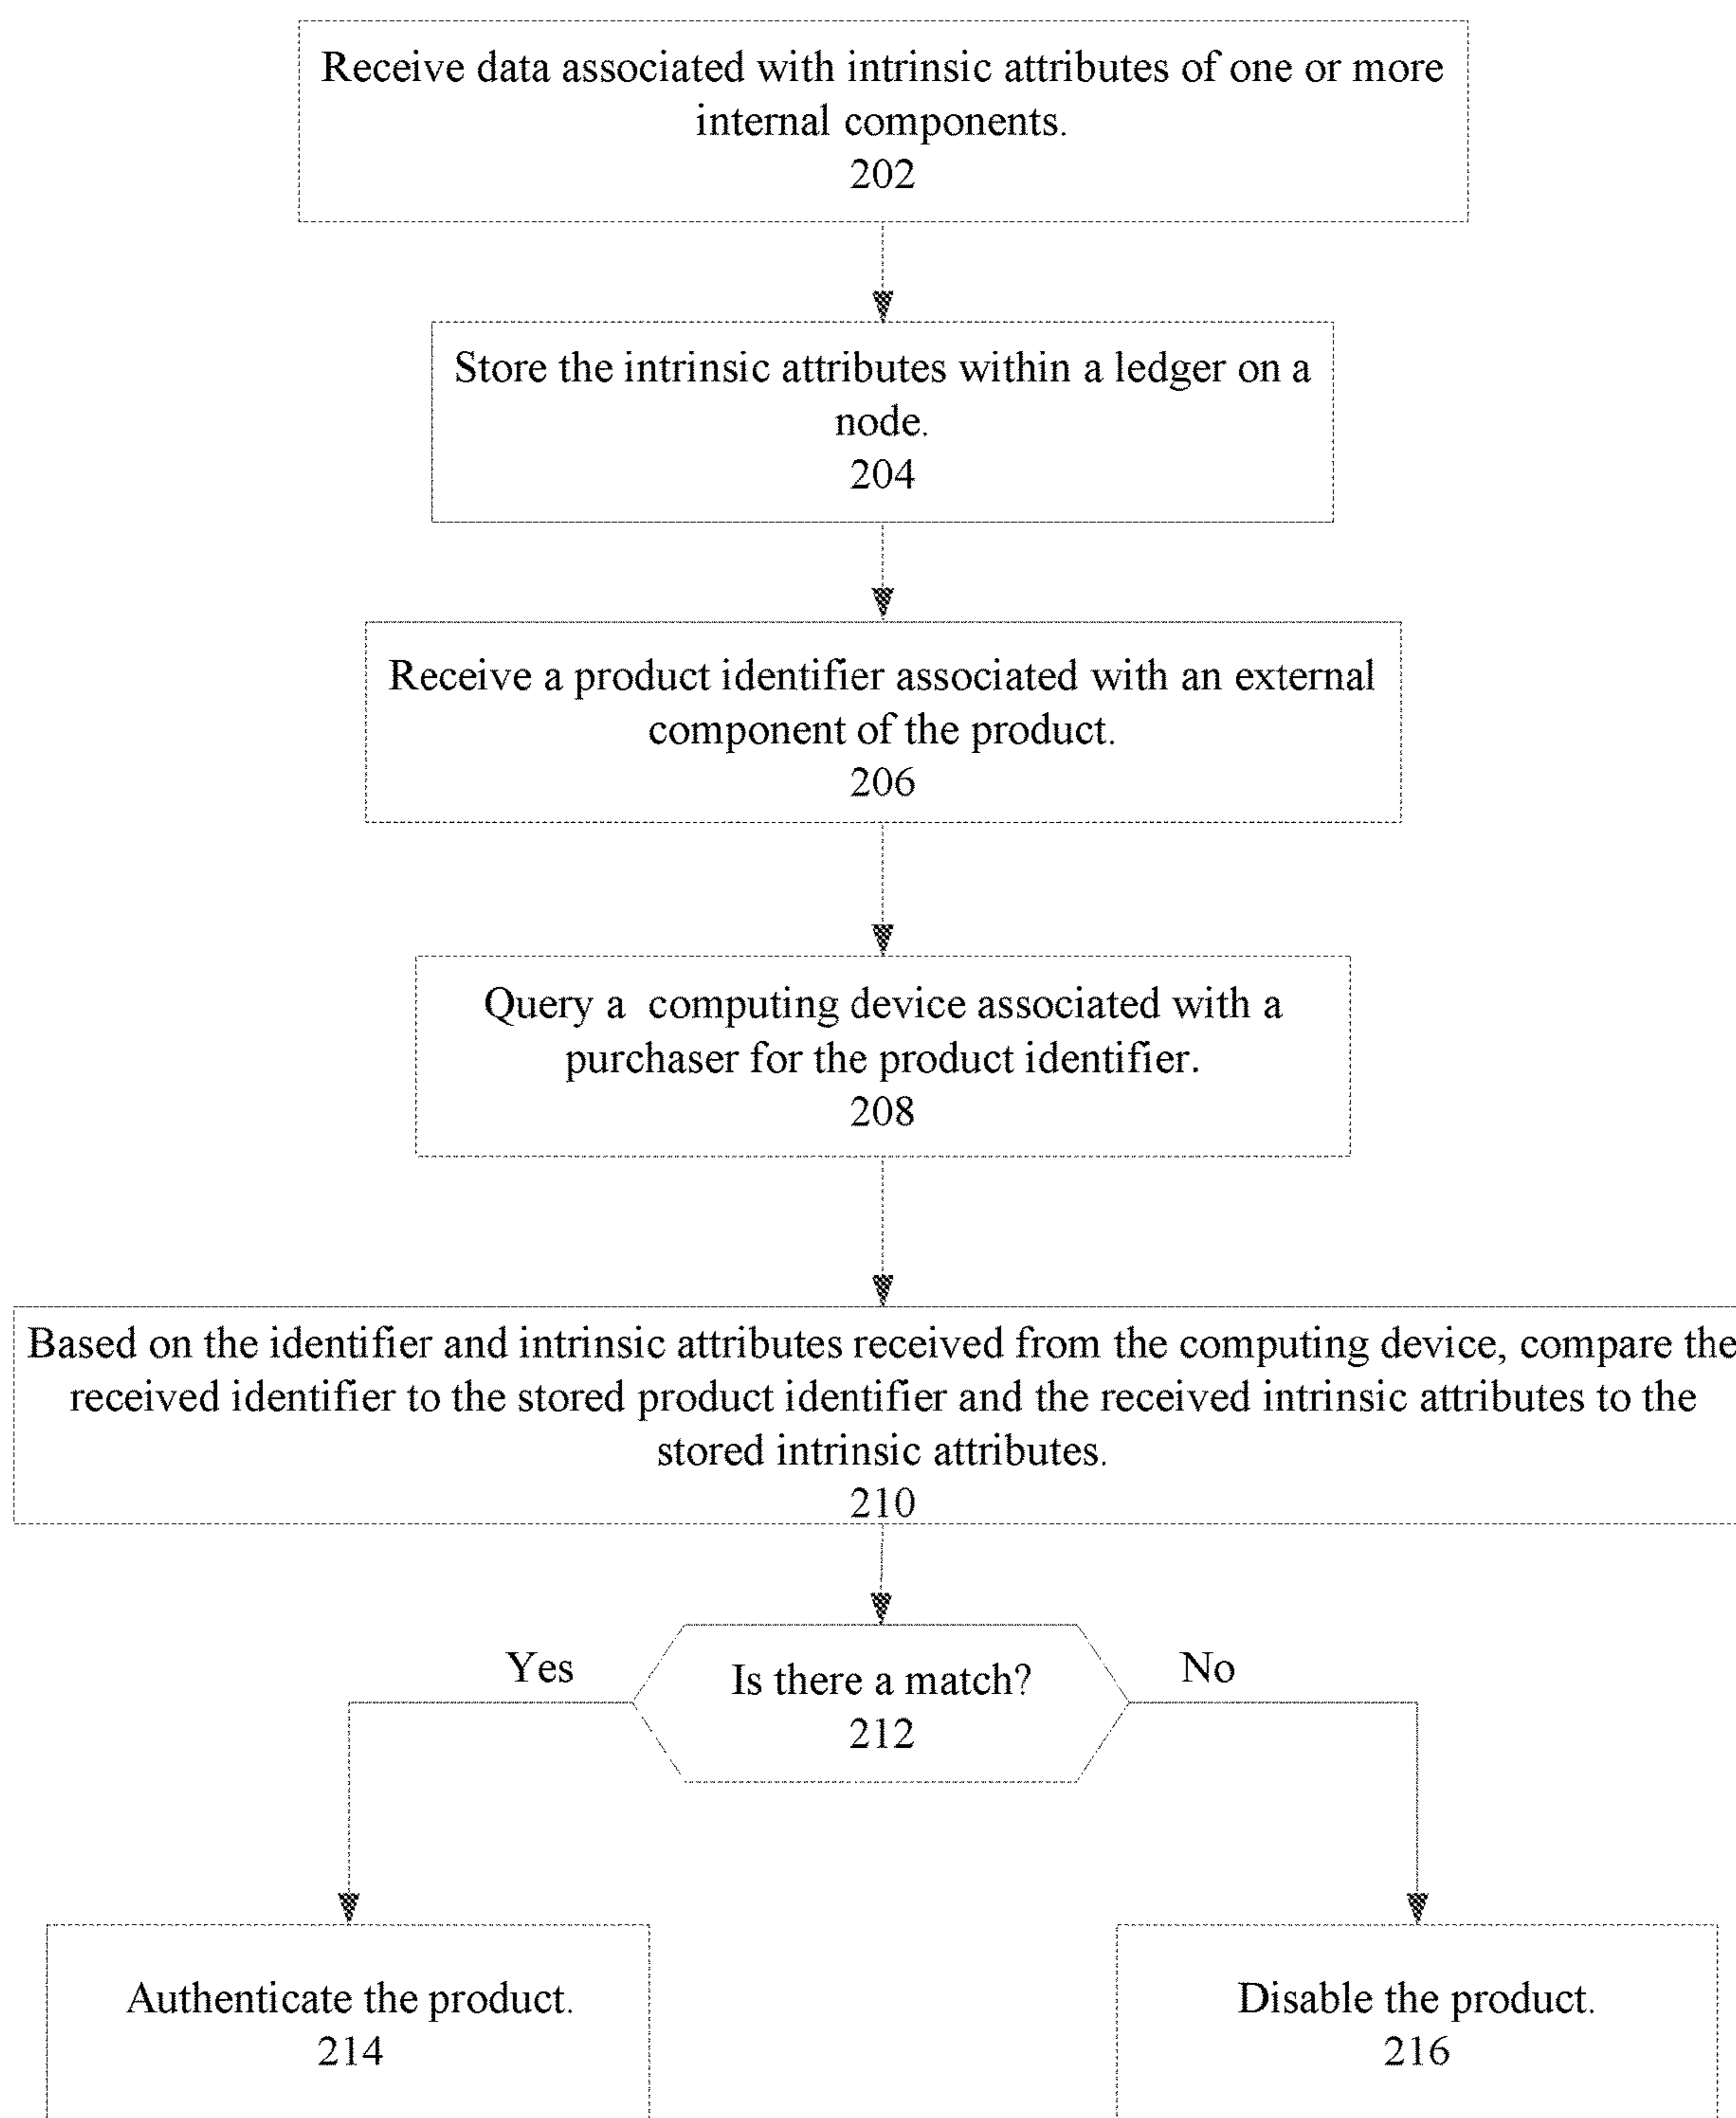 Receive data associated with intrinsic attributes of one or more
internal components.
202
Store the intrinsic attributes within a ledger on a
node.
204
Receive a product identifier associated with an external
component of the product.
206
Query a computing device associated with a
purchaser for the product identifier.
208
Based on the identifier and intrinsic attributes received from the computing device, compare the
received identifier to the stored product identifier and the received intrinsic attributes to the
stored intrinsic attributes.
210
Is there a match?
212
Yes
No
Authenticate the product.
214
Disable the product.
216